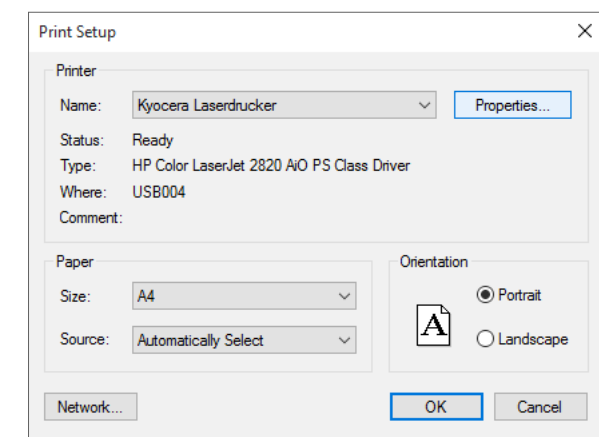 Print Setup
Printer
Name: Kyocera Laserdrucker Properties...
Status: Ready
Type: HP Color LaserJet 2820 AiO PS Class Driver
Where: USB004
Comment:
Paper
Size: A4
Source: Automatically Select
Orientation
A
Portrait
Landscape
Network...
OK
Cancel